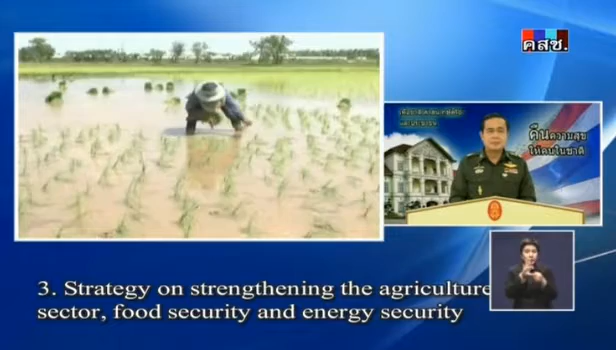 คสช.
คืนความสุข
ให้คนในชาติ
3. Strategy on strengthening the agriculture
sector, food security and energy security